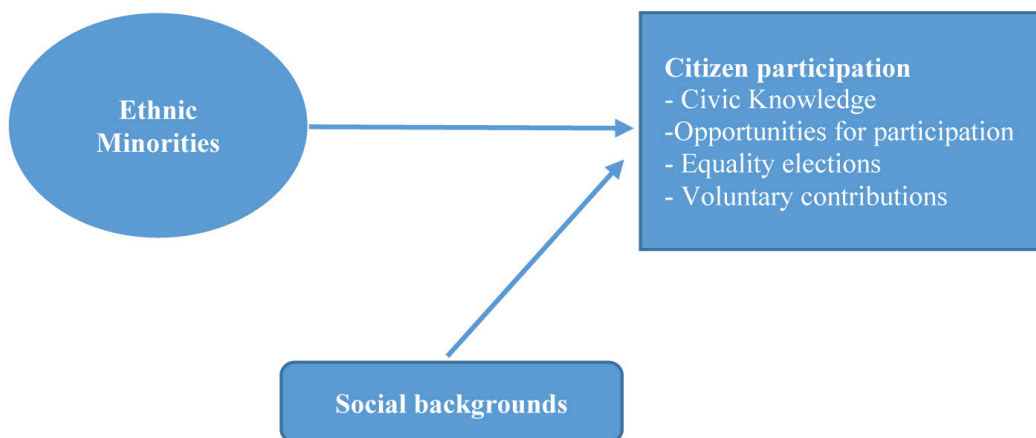 Ethnic
Minorities
Citizen participation
- Civic Knowledge
-Opportunities for participation
- Equality elections
- Voluntary contributions
Social backgrounds